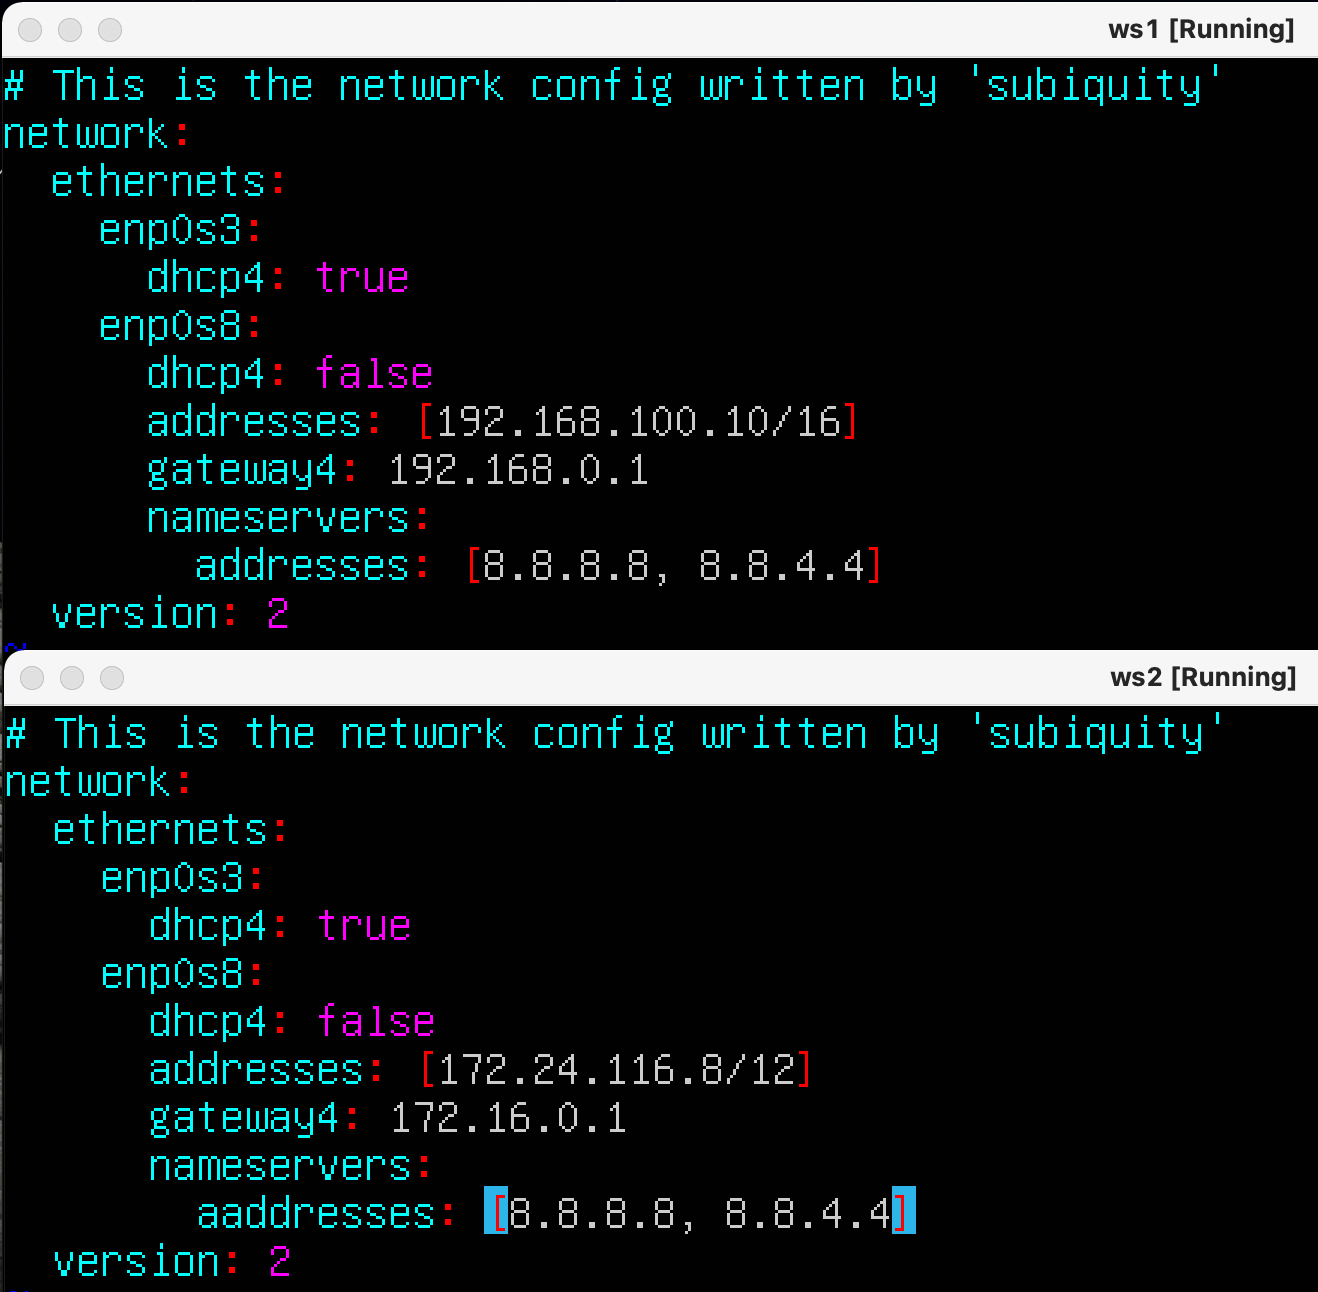 ws1 [Running]
# This is the network config written by 'subiquity'
network:
  ethernets:
    enp0s3:
      dhcp4: true
    enp0s8:
      dhcp4: false
      addresses: [192.168.100.10/16]
      gateway4: 192.168.0.1
      nameservers:
        addresses: [8.8.8.8, 8.8.4.4]
  version: 2
~
ws2 [Running]
# This is the network config written by 'subiquity'
network:
  ethernets:
    enp0s3:
      dhcp4: true
    enp0s8:
      dhcp4: false
      addresses: [172.24.116.8/12]
      gateway4: 172.16.0.1
      nameservers:
        aaddresses: [8.8.8.8, 8.8.4.4]
  version: 2